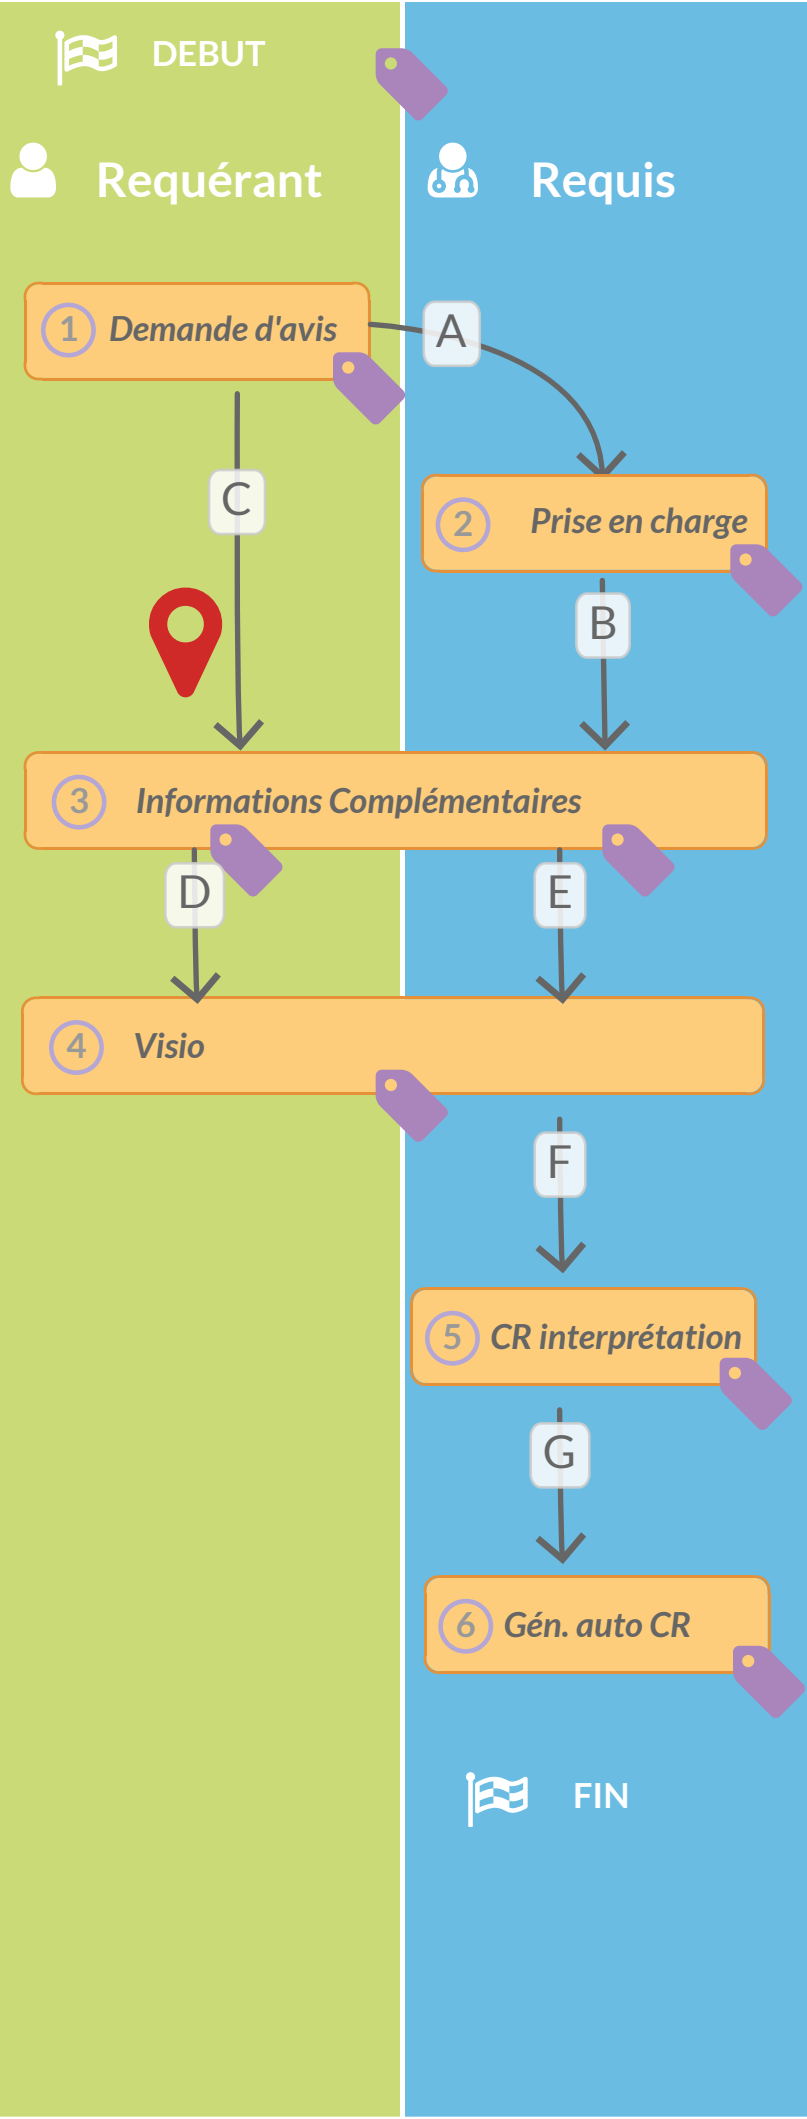 DEBUT
Requérant
Requis
1 Demande d'avis
A
C
2 Prise en charge
B
3 Informations Complémentaires
D
E
4 Visio
F
5 CR interprétation
G
6 Gén. auto CR
FIN